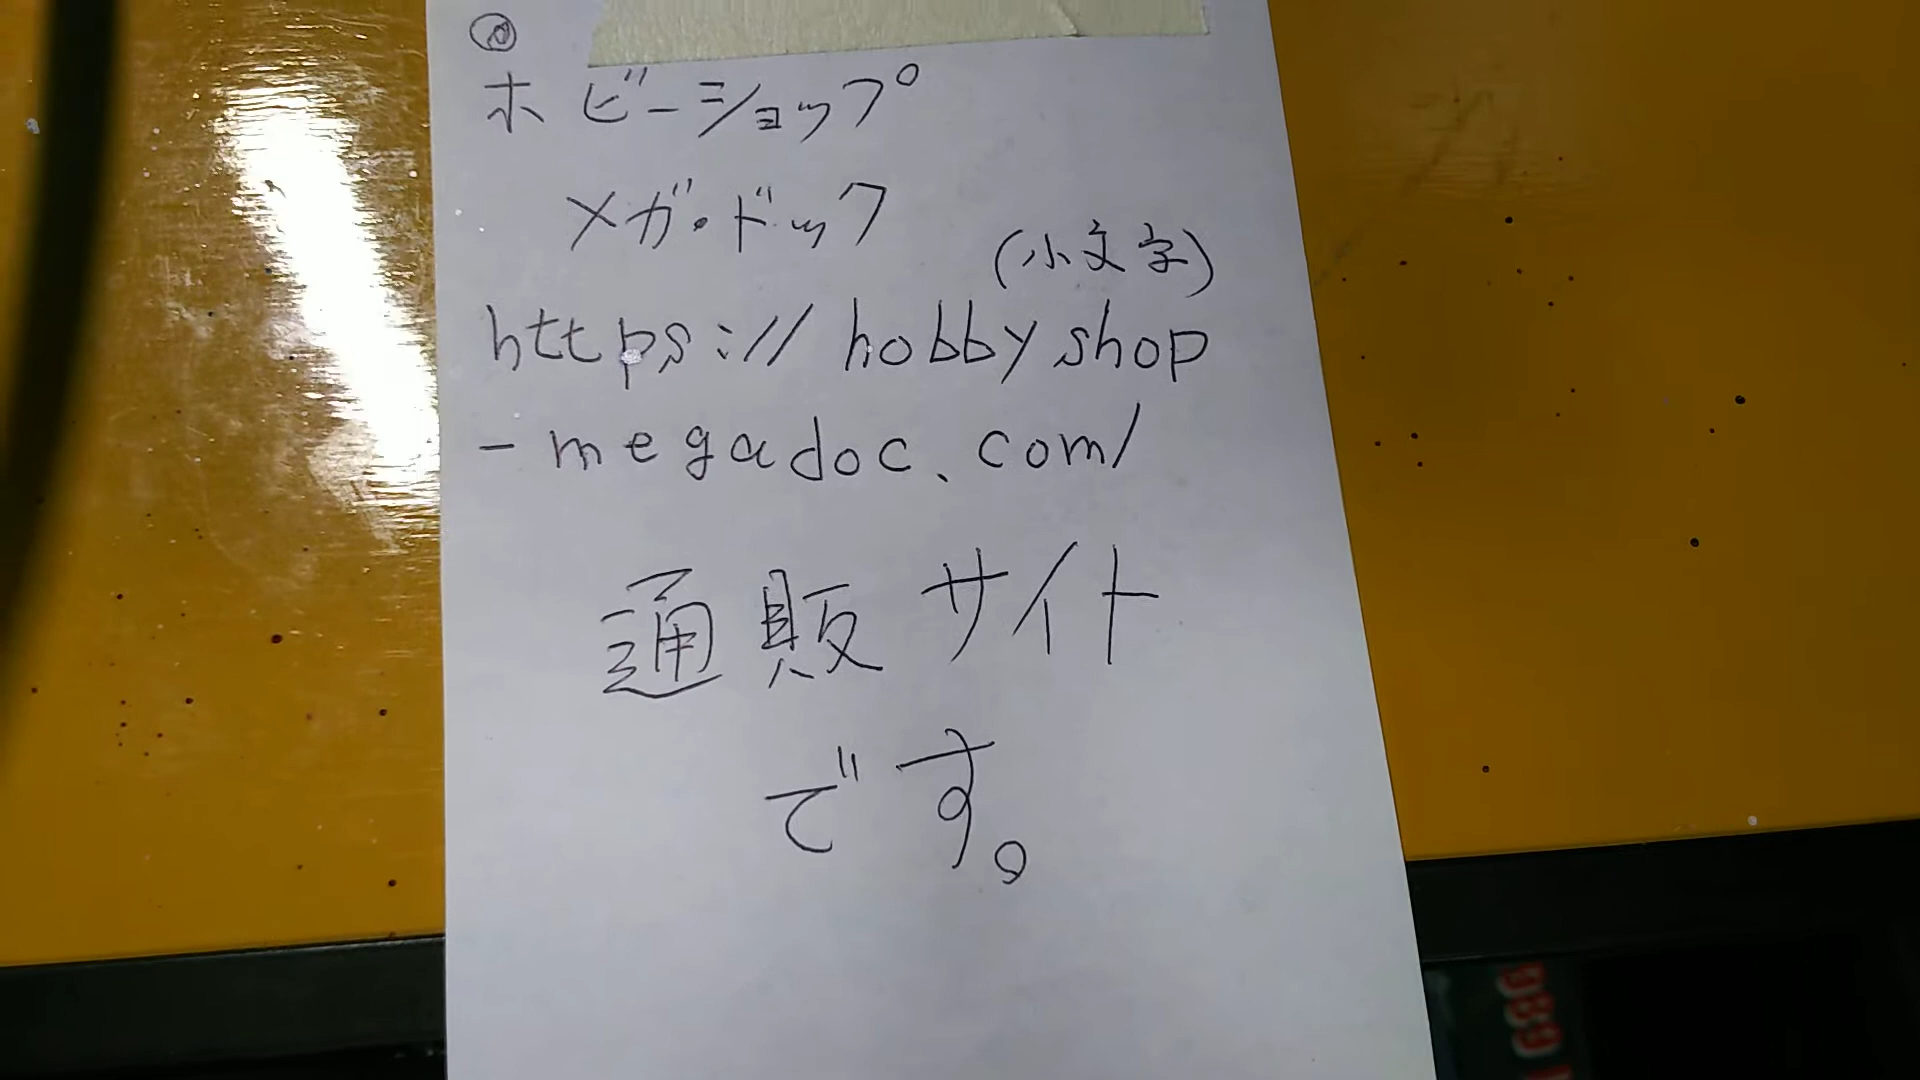 ホビーショップ
メガ・ドック
(小文字)
https://hobbyshop
-megadoc.com/
通販サイト
です。